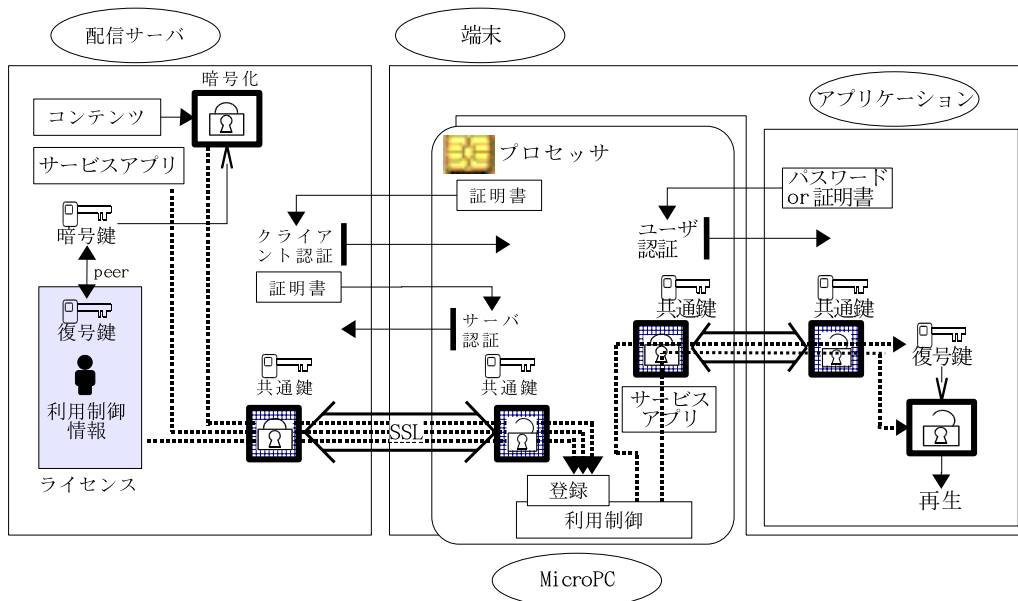 配信サーバ
端末
暗号化
アプリケーション
コンテンツ
サービスアプリ
プロセッサ
証明書
パスワード
or 証明書
暗号鍵
クライア
ント認証
ユーザ
認証
peer
証明書
共通鍵
共通鍵
復号鍵
サーバ
認証
復号鍵
共通鍵
共通鍵
利用制御
情報
サービス
アプリ
SSL
ライセンス
登録
再生
利用制御
MicroPC